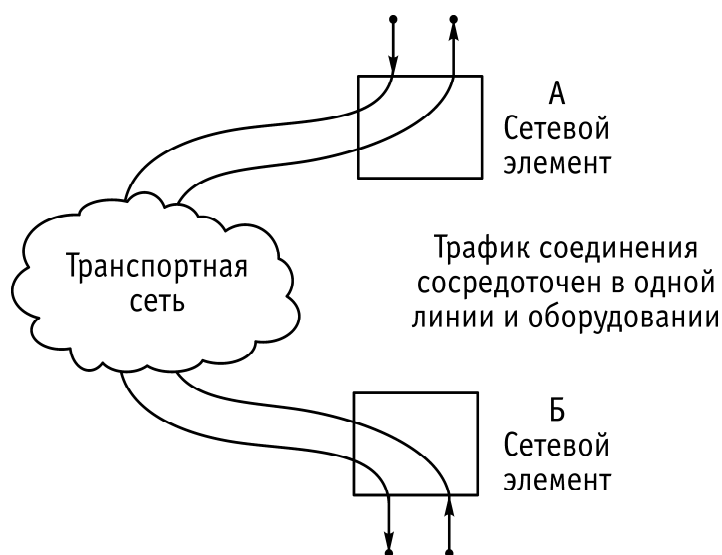 А
Сетевой
элемент
Транспортная
сеть
Трафик соединения
сосредоточен в одной
линии и оборудовании
Б
Сетевой
элемент